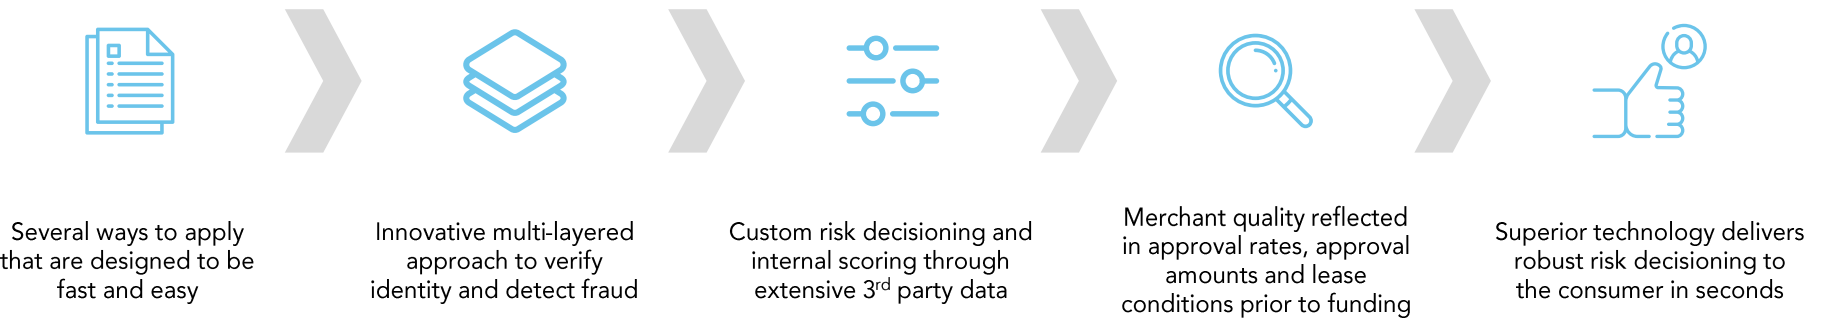 Several ways to apply
that are designed to be
fast and easy
Innovative multi-layered
approach to verify
identity and detect fraud
Custom risk decisioning and
internal scoring through
extensive 3rd party data
Merchant quality reflected
in approval rates, approval
amounts and lease
conditions prior to funding
Superior technology delivers
robust risk decisioning to
the consumer in seconds